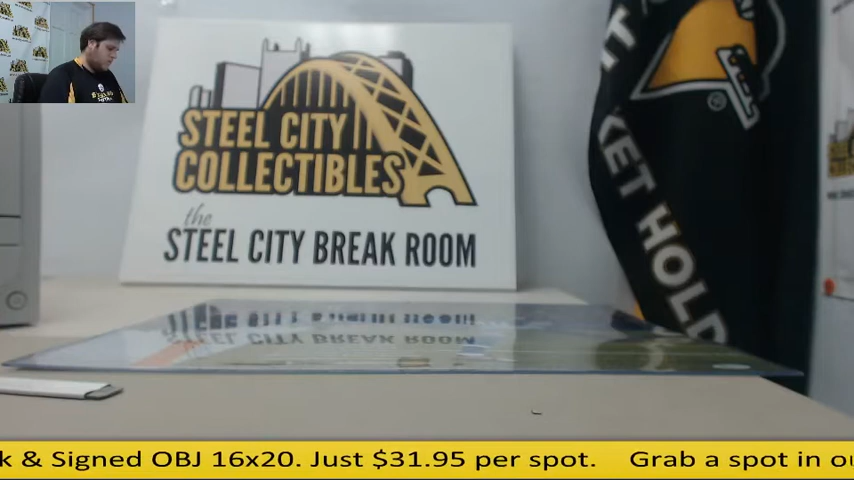 STEEL CITY
COLLECTIBLES
the
STEEL CITY BREAK ROOM
KET HOLD
k & Signed OBJ 16x20. Just $31.95 per spot. Grab a spot in ou